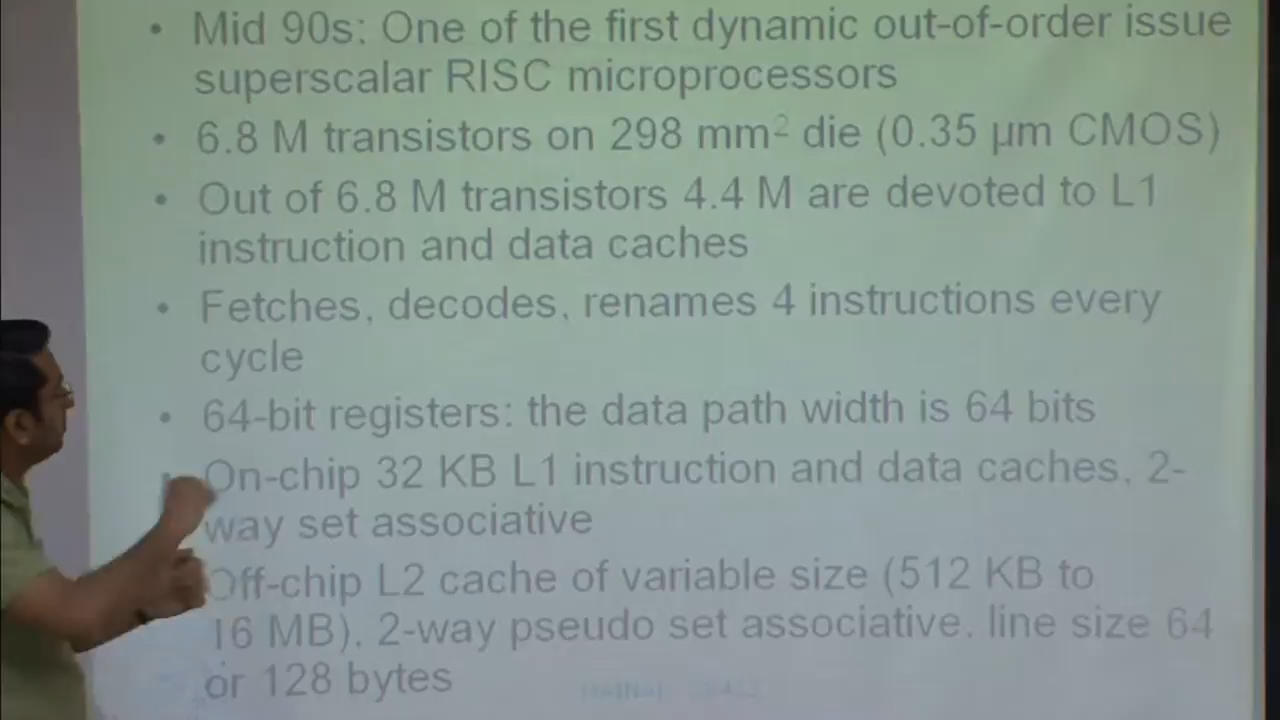 • Mid 90s: One of the first dynamic out-of-order issue
superscalar RISC microprocessors
• 6.8 M transistors on 298 mm² die (0.35 µm CMOS)
• Out of 6.8 M transistors 4.4 M are devoted to L1
instruction and data caches
• Fetches, decodes, renames 4 instructions every
cycle
• 64-bit registers: the data path width is 64 bits
On-chip 32 KB L1 instruction and data caches, 2-
way set associative
Off-chip L2 cache of variable size (512 KB to
16 MB), 2-way pseudo set associative, line size 64
or 128 bytes